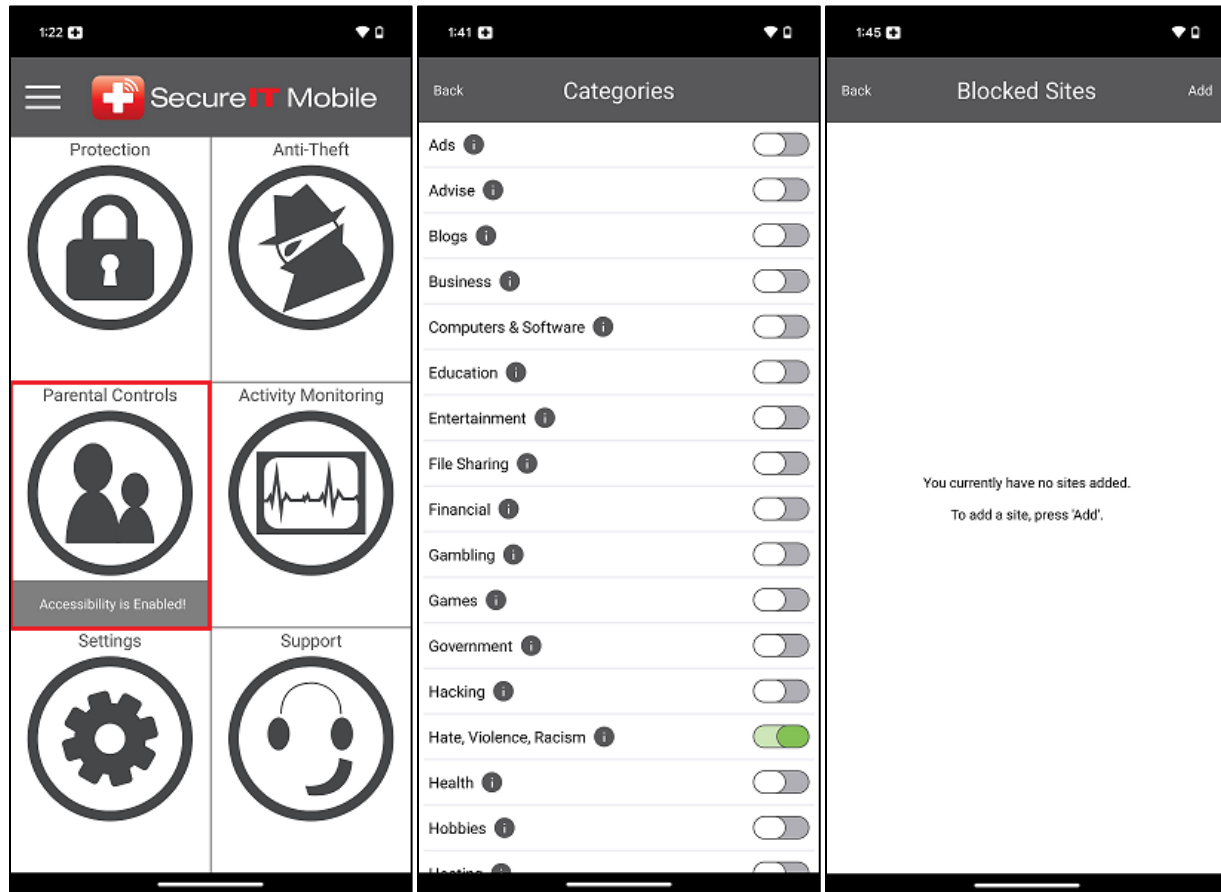 1:22
SecureIT Mobile
Protection
Anti-Theft
Parental Controls
Activity Monitoring
Accessibility is Enabled!
Settings
Support
1:41
Back
Categories
Ads
Advise
Blogs
Business
Computers & Software
Education
Entertainment
File Sharing
Financial
Gambling
Games
Government
Hacking
Hate, Violence, Racism
Health
Hobbies
1:45
Back
Blocked Sites
Add
You currently have no sites added.
To add a site, press 'Add'.